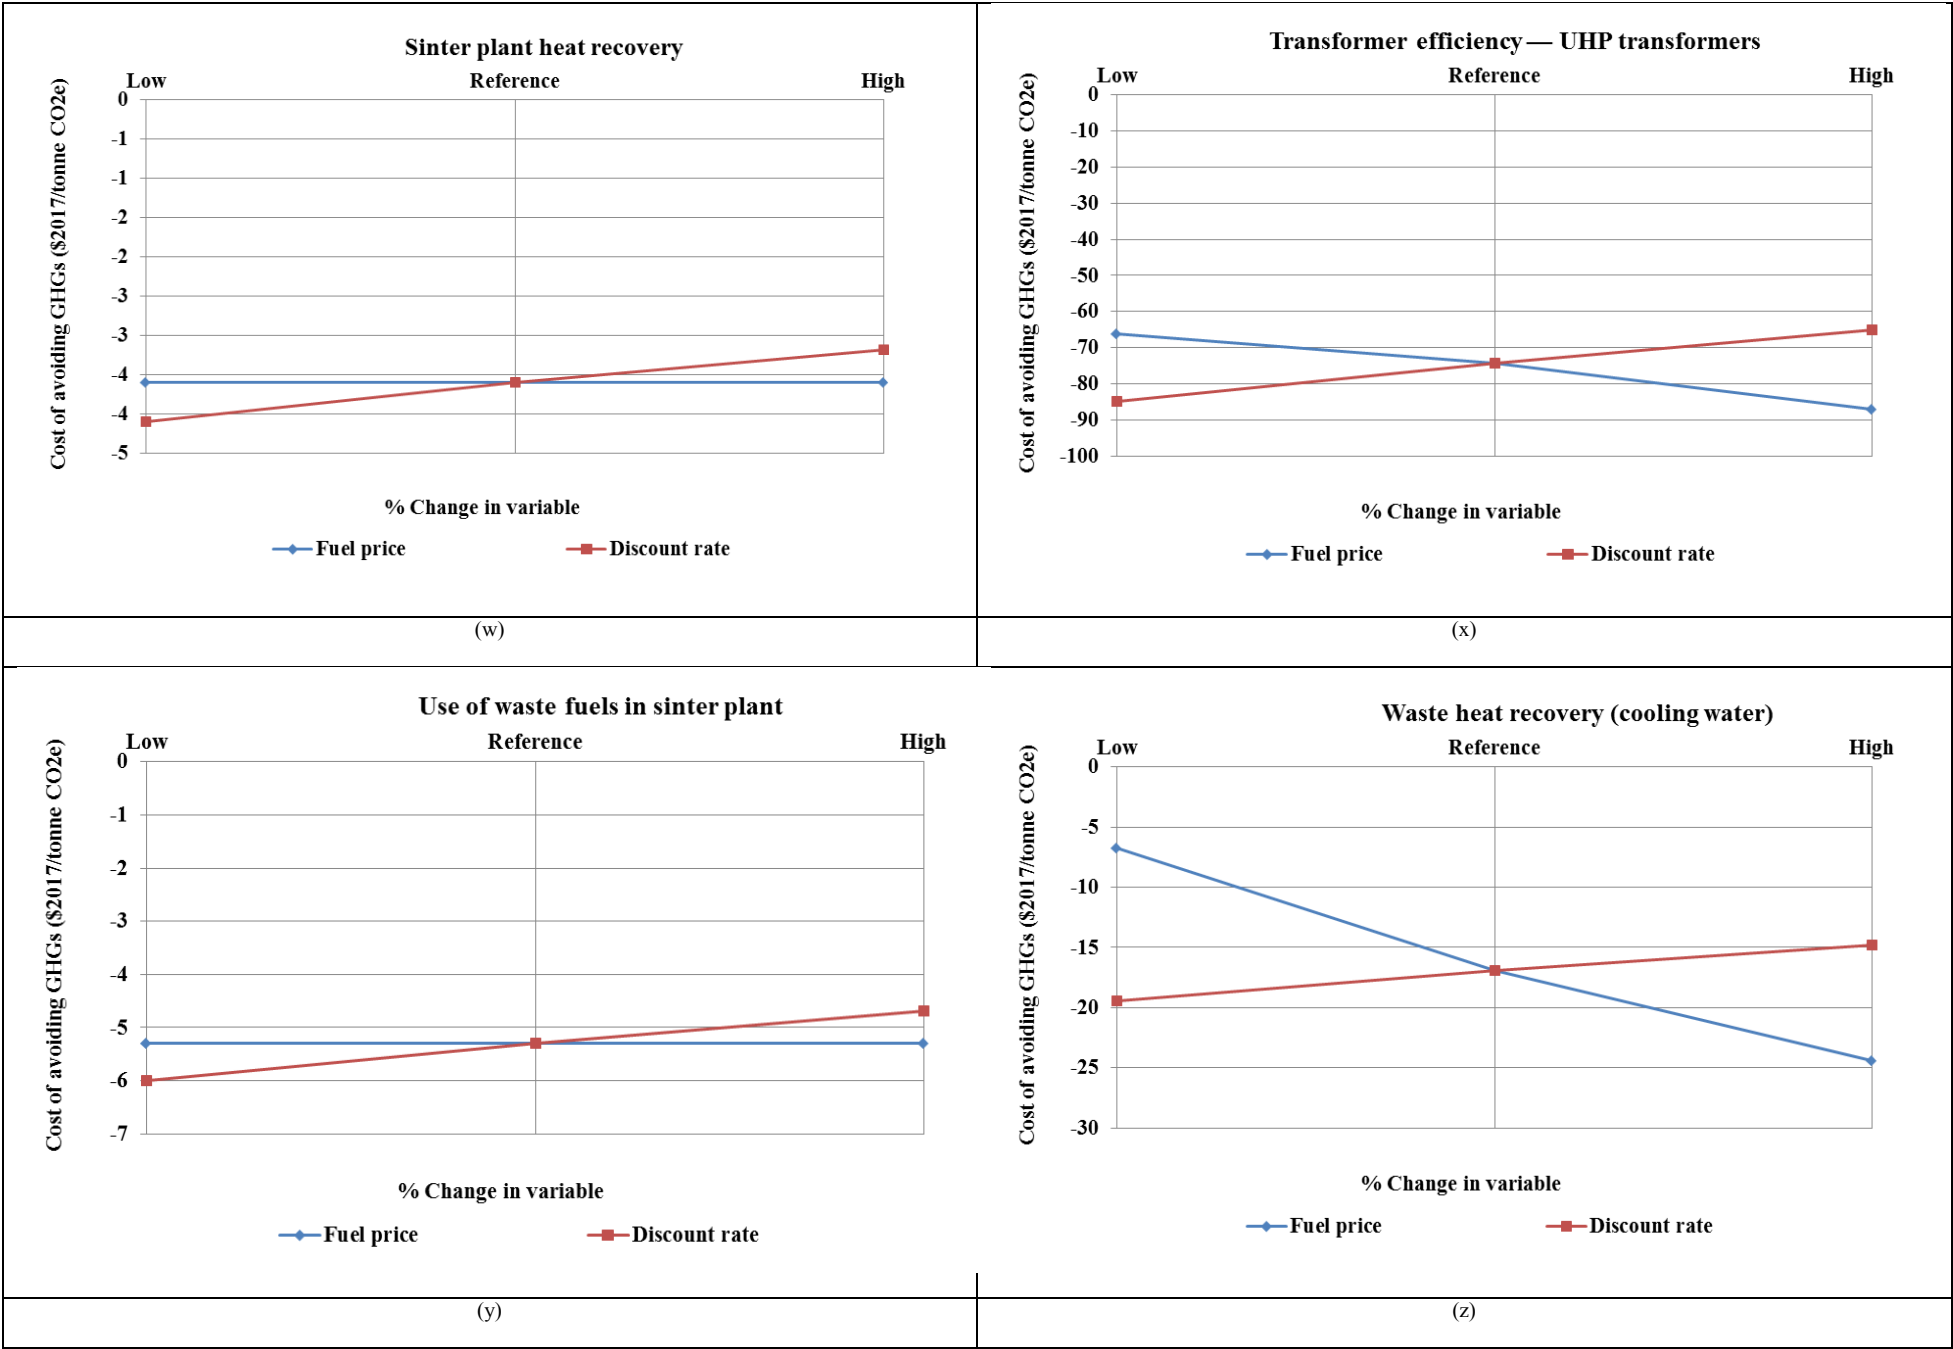 Sinter plant heat recovery
Low Reference High
Cost of avoiding GHGs ($2017/tonne CO2e)
0
-1
-1
-2
-2
-3
-3
-4
-4
-5
% Change in variable
Fuel price Discount rate
(w)
Transformer efficiency — UHP transformers
Low Reference High
Cost of avoiding GHGs ($2017/tonne CO2e)
0
-10
-20
-30
-40
-50
-60
-70
-80
-90
-100
% Change in variable
Fuel price Discount rate
(x)
Use of waste fuels in sinter plant
Low Reference High
Cost of avoiding GHGs ($2017/tonne CO2e)
0
-1
-2
-3
-4
-5
-6
-7
% Change in variable
Fuel price Discount rate
(y)
Waste heat recovery (cooling water)
Low Reference High
Cost of avoiding GHGs ($2017/tonne CO2e)
0
-5
-10
-15
-20
-25
-30
% Change in variable
Fuel price Discount rate
(z)